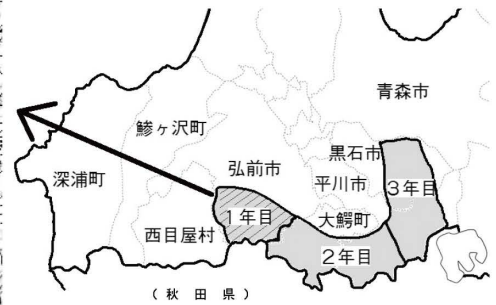 青森市
鰺ヶ沢町
黒石市
弘前市
深浦町
平川市
3年目
1年目
大鰐町
西目屋村
2年目
(秋田県)